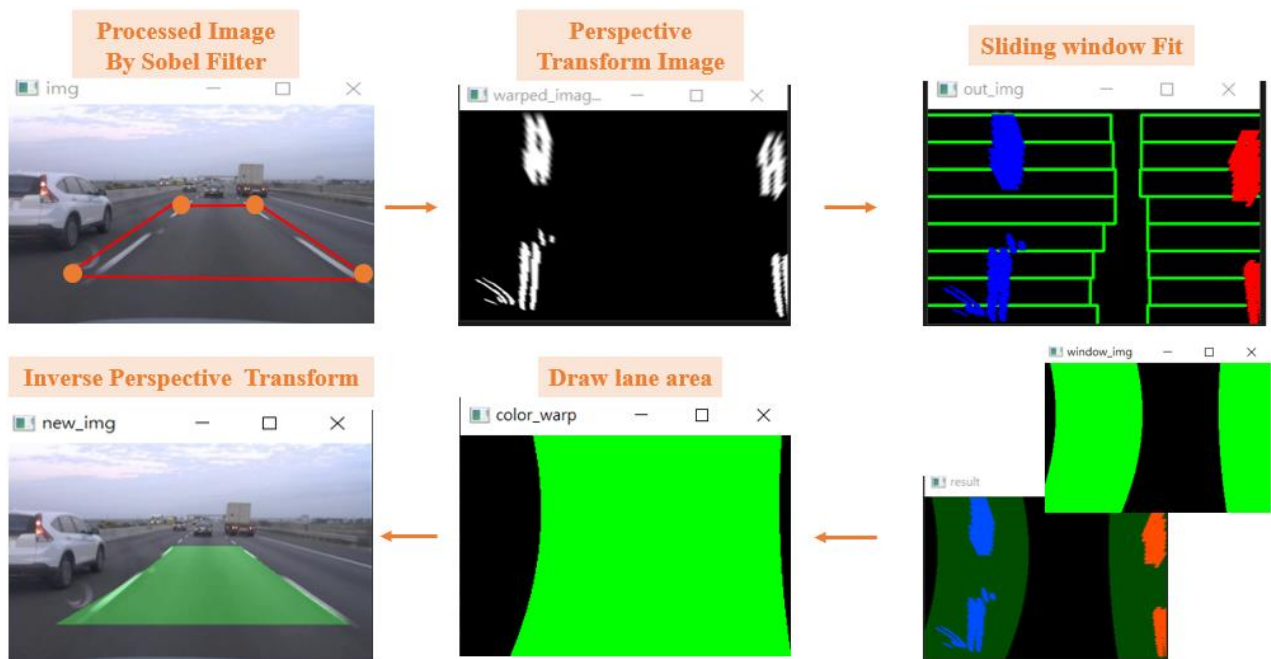 Processed Image
By Sobel Filter
img
Perspective
Transform Image
warped_imag...
Sliding window Fit
out_img
Inverse Perspective Transform
new_img
Draw lane area
color_warp
window_img
result